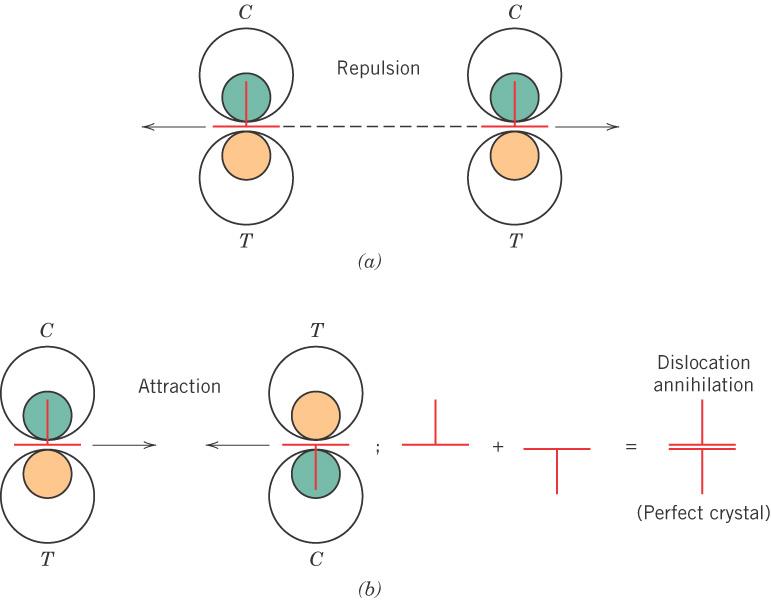 C C
Repulsion
T T
(a)
C T
Attraction
Dislocation
annihilation
; + =
(Perfect crystal)
T C
(b)